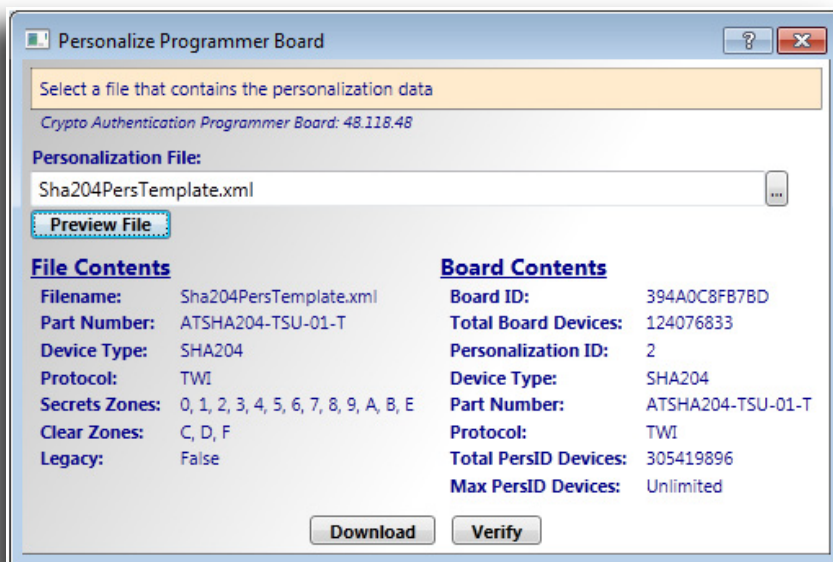 Personalize Programmer Board
?
Select a file that contains the personalization data
Crypto Authentication Programmer Board: 48.118.48
Personalization File:
Sha204PersTemplate.xml
...
Preview File
File Contents
Filename: Sha204PersTemplate.xml
Part Number: ATSHA204-TSU-01-T
Device Type: SHA204
Protocol: TWI
Secrets Zones: 0, 1, 2, 3, 4, 5, 6, 7, 8, 9, A, B, E
Clear Zones: C, D, F
Legacy: False
Board Contents
Board ID: 394A0C8FB7BD
Total Board Devices: 124076833
Personalization ID: 2
Device Type: SHA204
Part Number: ATSHA204-TSU-01-T
Protocol: TWI
Total PersID Devices: 305419896
Max PersID Devices: Unlimited
Download Verify